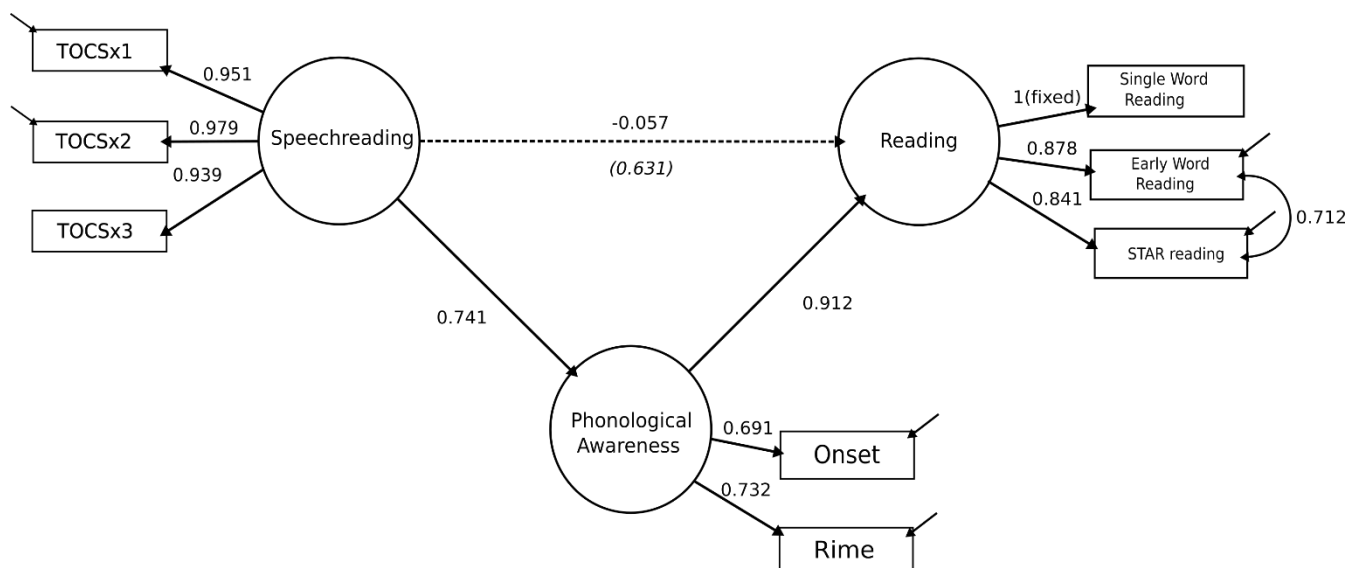 TOCSx1
0.951
TOCSx2
0.979
TOCSx3
0.939
Speechreading
-0.057
(0.631)
Reading
1(fixed)
Single Word
Reading
0.878
Early Word
Reading
0.841
STAR reading
0.712
0.741
0.912
Phonological
Awareness
0.691
Onset
0.732
Rime